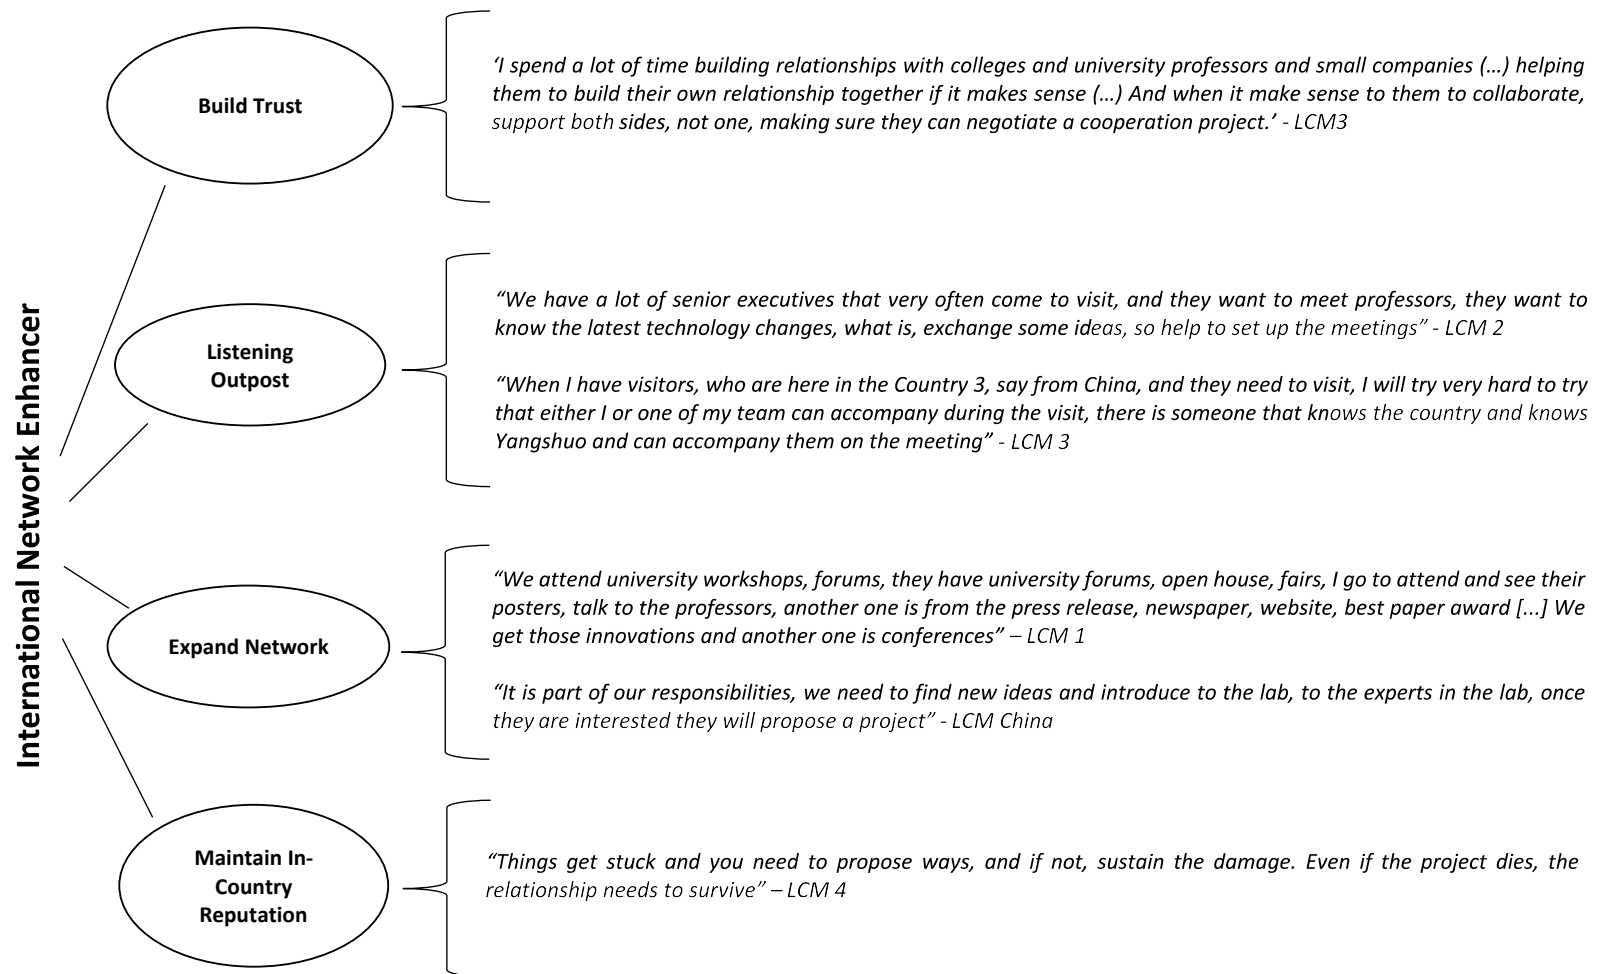 International Network Enhancer
Build Trust
‘I spend a lot of time building relationships with colleges and university professors and small companies (…) helping
them to build their own relationship together if it makes sense (…) And when it make sense to them to collaborate,
support both sides, not one, making sure they can negotiate a cooperation project.’ - LCM3
Listening
Outpost
“We have a lot of senior executives that very often come to visit, and they want to meet professors, they want to
know the latest technology changes, what is, exchange some ideas, so help to set up the meetings” - LCM 2
“When I have visitors, who are here in the Country 3, say from China, and they need to visit, I will try very hard to try
that either I or one of my team can accompany during the visit, there is someone that knows the country and knows
Yangshuo and can accompany them on the meeting” - LCM 3
Expand Network
“We attend university workshops, forums, they have university forums, open house, fairs, I go to attend and see their
posters, talk to the professors, another one is from the press release, newspaper, website, best paper award [...] We
get those innovations and another one is conferences” – LCM 1
“It is part of our responsibilities, we need to find new ideas and introduce to the lab, to the experts in the lab, once
they are interested they will propose a project” - LCM China
Maintain In-
Country
Reputation
“Things get stuck and you need to propose ways, and if not, sustain the damage. Even if the project dies, the
relationship needs to survive” – LCM 4